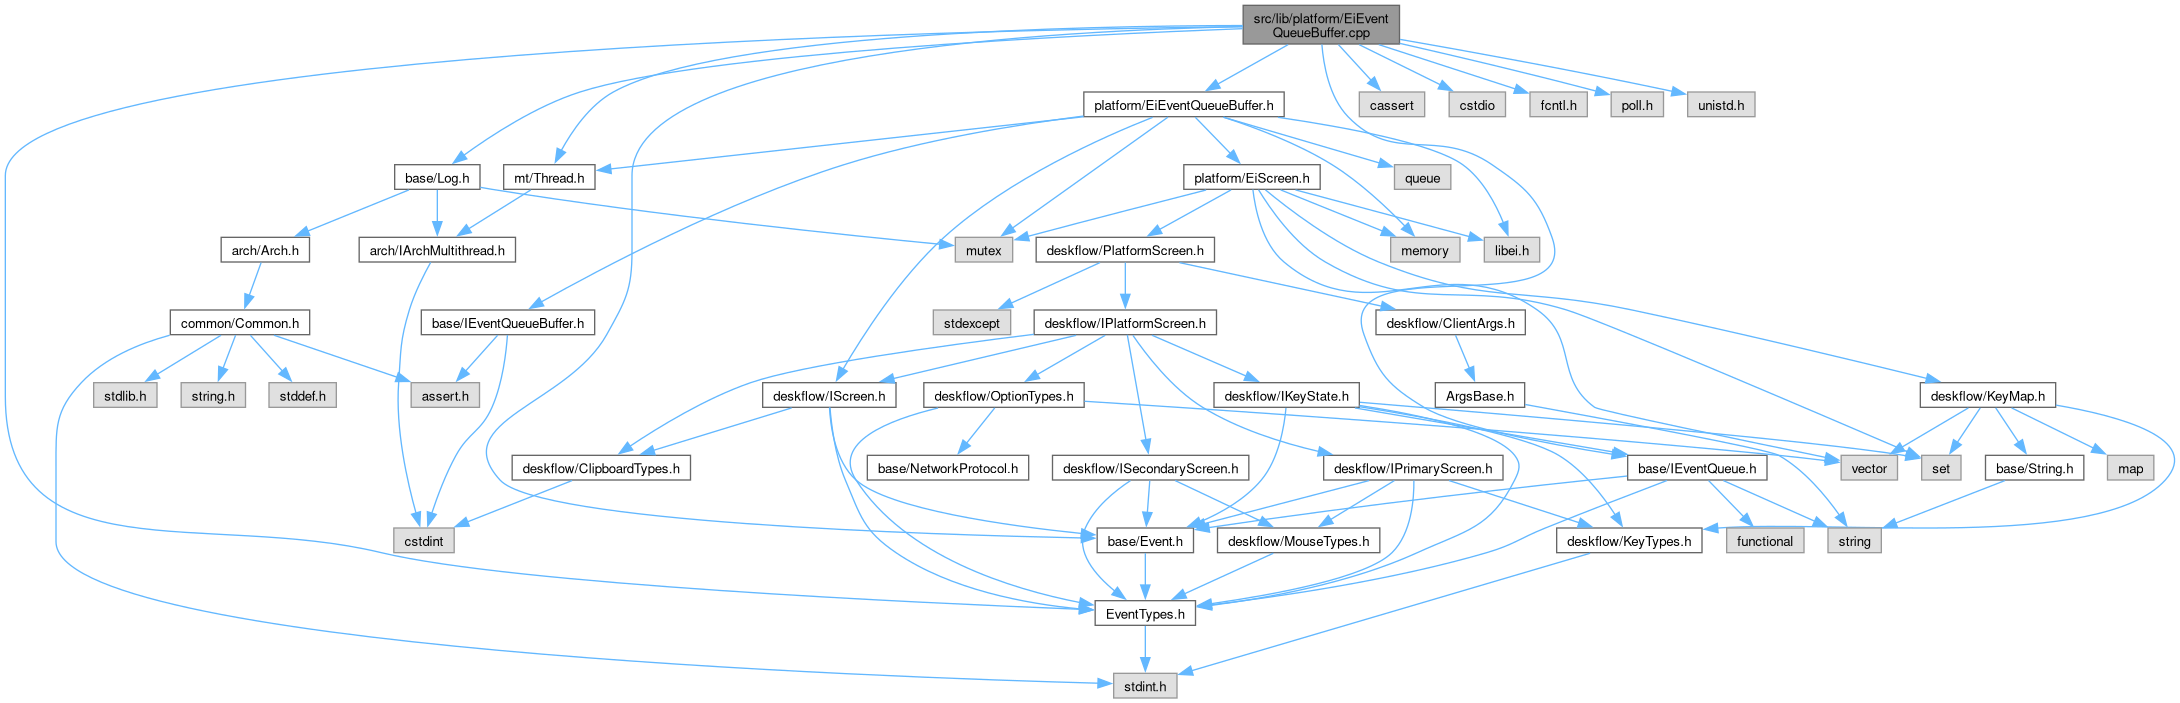 src/lib/platform/EiEvent
QueueBuffer.cpp
platform/EiEventQueueBuffer.h
cassert
cstdio
fcntl.h
poll.h
unistd.h
base/Log.h
mt/Thread.h
platform/EiScreen.h
queue
arch/Arch.h
arch/IArchMultithread.h
mutex
deskflow/PlatformScreen.h
memory
libei.h
common/Common.h
base/IEventQueueBuffer.h
stdexcept
deskflow/IPlatformScreen.h
deskflow/ClientArgs.h
stdlib.h
string.h
stddef.h
assert.h
deskflow/IScreen.h
deskflow/OptionTypes.h
deskflow/IKeyState.h
ArgsBase.h
deskflow/KeyMap.h
deskflow/ClipboardTypes.h
base/NetworkProtocol.h
deskflow/ISecondaryScreen.h
deskflow/IPrimaryScreen.h
base/IEventQueue.h
vector
set
base/String.h
map
cstdint
base/Event.h
deskflow/MouseTypes.h
deskflow/KeyTypes.h
functional
string
EventTypes.h
stdint.h